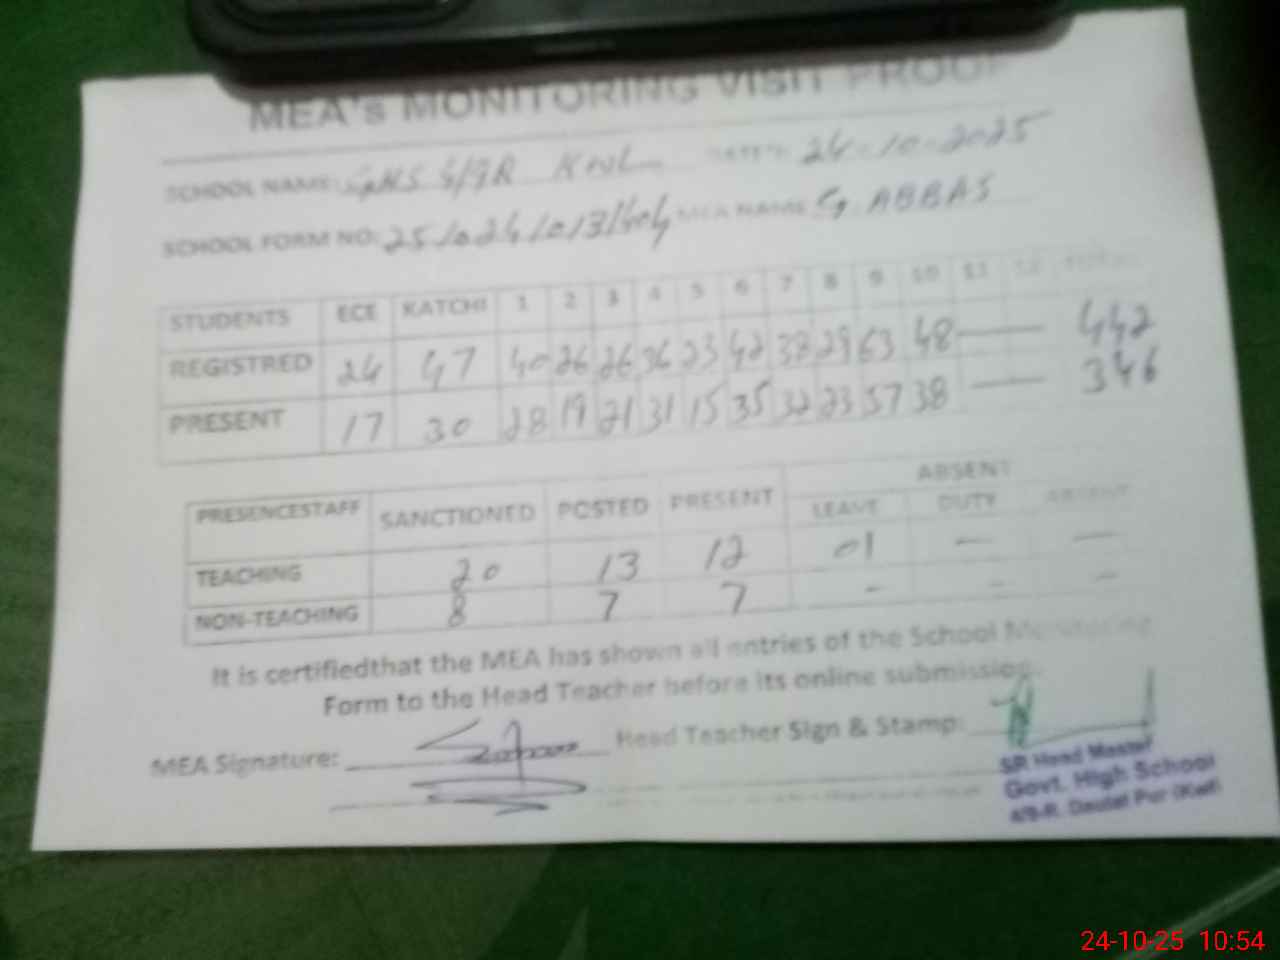 MEA's MONITORING VISIT PROOF
SCHOOL NAME: GHS 4/9R KWL DATE: 24-10-2025
SCHOOL FORM NO: MEA NAME G ABBAS
STUDENTS ECE KATCHI 1 2 3 4 5 6 7 8 9 10 11 12 TOTAL
REGISTRED 24 47 40 26 26 36 23 42 38 29 63 48 — 442
PRESENT 17 30 28 19 21 31 15 35 32 23 57 38 — 346
ABSENT
PRESENCESTAFF SANCTIONED POSTED PRESENT LEAVE DUTY ABSENT
TEACHING 20 13 12 01 — —
NON-TEACHING 8 7 7 - - -
It is certifiedthat the MEA has shown all entries of the School Monitoring
Form to the Head Teacher before its online submission.
MEA Signature: Head Teacher Sign & Stamp:
SR Head Master
Govt. High School
4/9-R. Daulat Pur (Kwl)
24-10-25 10:54